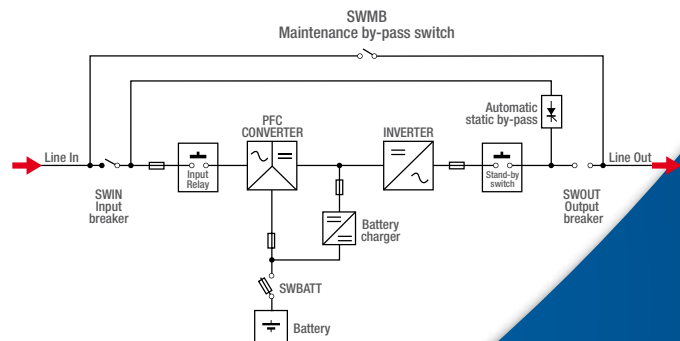 SWMB
Maintenance by-pass switch
Automatic
static by-pass
PFC
CONVERTER
INVERTER
Line In
Line Out
Input
Relay
Stand-by
switch
SWIN
Input
breaker
SWOUT
Output
breaker
Battery
charger
SWBATT
Battery